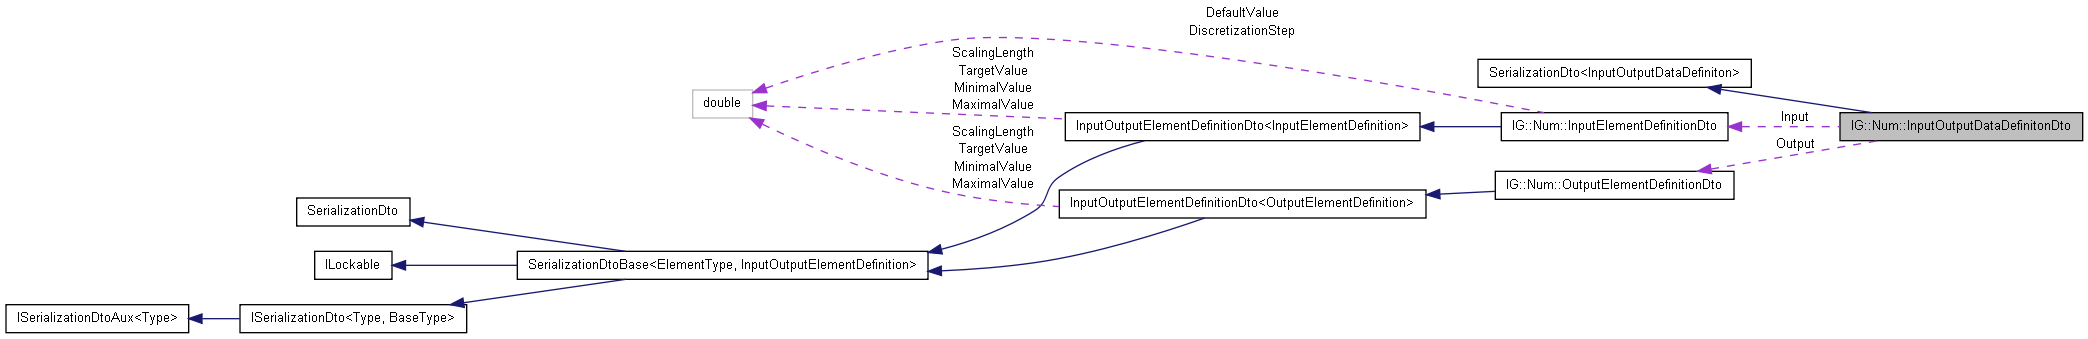 DefaultValue
DiscretizationStep
ScalingLength
TargetValue
MinimalValue
MaximalValue
SerializationDto<InputOutputDataDefiniton>
double
Input
InputOutputElementDefinitionDto<InputElementDefinition>
IG::Num::InputElementDefinitionDto
IG::Num::InputOutputDataDefinitonDto
ScalingLength
TargetValue
MinimalValue
MaximalValue
Output
IG::Num::OutputElementDefinitionDto
InputOutputElementDefinitionDto<OutputElementDefinition>
SerializationDto
ILockable
SerializationDtoBase<ElementType, InputOutputElementDefinition>
ISerializationDtoAux<Type>
ISerializationDto<Type, BaseType>